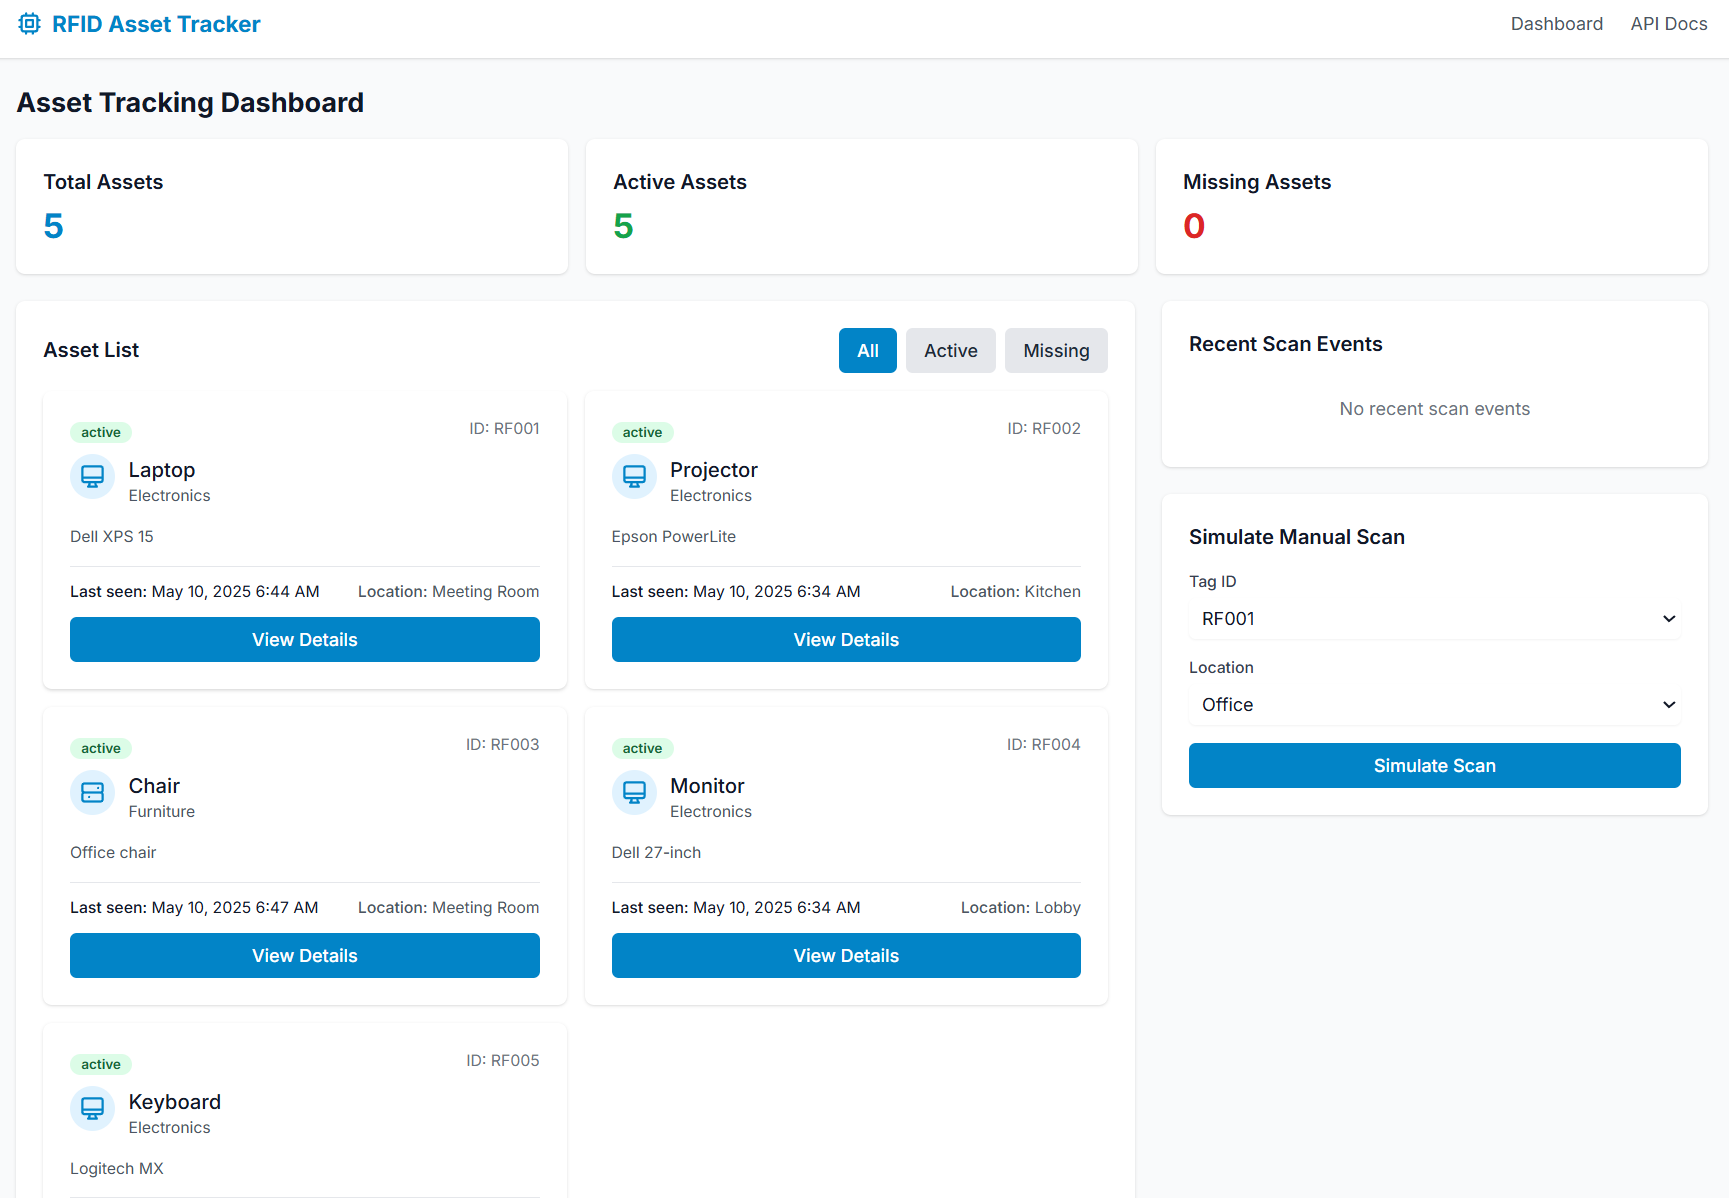 RFID Asset Tracker
Dashboard API Docs
Asset Tracking Dashboard
Total Assets
5
Active Assets
5
Missing Assets
0
Asset List
All Active Missing
active ID: RF001
Laptop
Electronics
Dell XPS 15
Last seen: May 10, 2025 6:44 AM Location: Meeting Room
View Details
active ID: RF002
Projector
Electronics
Epson PowerLite
Last seen: May 10, 2025 6:34 AM Location: Kitchen
View Details
active ID: RF003
Chair
Furniture
Office chair
Last seen: May 10, 2025 6:47 AM Location: Meeting Room
View Details
active ID: RF004
Monitor
Electronics
Dell 27-inch
Last seen: May 10, 2025 6:34 AM Location: Lobby
View Details
active ID: RF005
Keyboard
Electronics
Logitech MX
Recent Scan Events
No recent scan events
Simulate Manual Scan
Tag ID
RF001
Location
Office
Simulate Scan